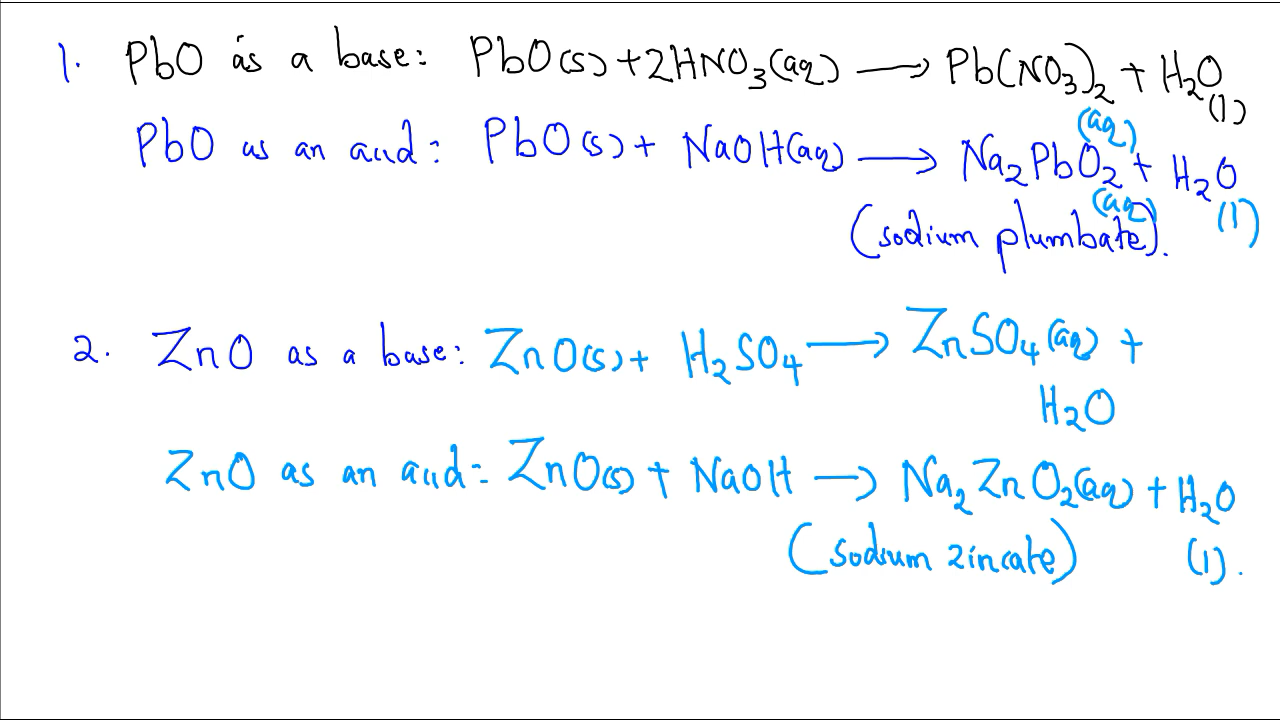 1. PbO as a base: PbO(s) + 2HNO₃(aq) → Pb(NO₃)₂ + H₂O
(aq) (l)
PbO as an acid: PbO(s) + NaOH(aq) → Na₂PbO₂ + H₂O
(aq) (l)
(sodium plumbate).
2. ZnO as a base: ZnO(s) + H₂SO₄ → ZnSO₄(aq) +
H₂O
ZnO as an acid: ZnO(s) + NaOH → Na₂ZnO₂(aq) + H₂O
(sodium zincate) (l).